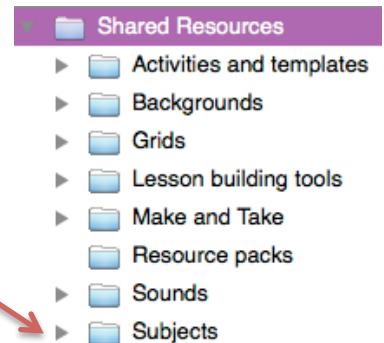 Shared Resources
Activities and templates
Backgrounds
Grids
Lesson building tools
Make and Take
Resource packs
Sounds
Subjects